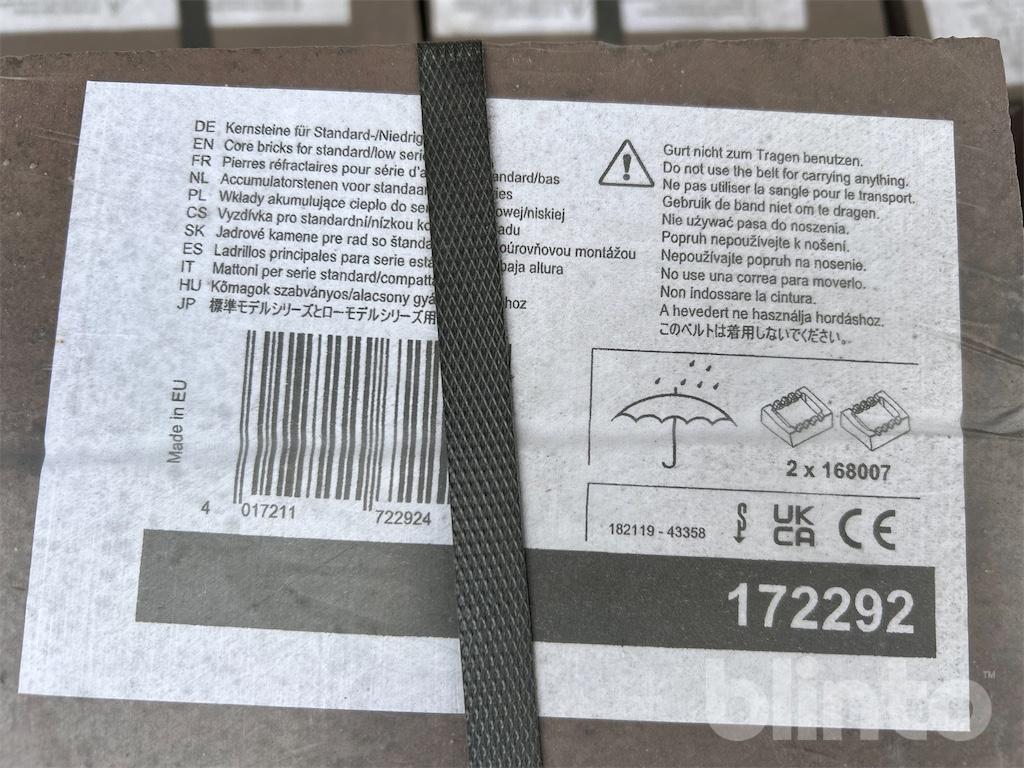 DE Kernsteine für Standard-/Niedrig
EN Core bricks for standard/low seri
FR Pierres réfractaires pour série d'a andard/bas
NL Accumulatorstenen voor standaa ies
PL Wkłady akumulujące ciepło do se owej/niskiej
CS Vyzdívka pro standardní/nízkou ko adu
SK Jadrové kamene pre rad so štanda oúrovňovou montážou
ES Ladrillos principales para serie está baja altura
IT Mattoni per serie standard/compatt
HU Kőmagok szabványos/alacsony gyá hoz
JP 標準モデルシリーズとローモデルシリーズ用
Gurt nicht zum Tragen benutzen.
Do not use the belt for carrying anything.
Ne pas utiliser la sangle pour le transport.
Gebruik de band niet om te dragen.
Nie używać pasa do noszenia.
Popruh nepoužívejte k nošení.
Nepoužívajte popruh na nosenie.
No use una correa para moverlo.
Non indossare la cintura.
A hevedert ne használja hordáshoz.
このベルトは着用しないでください。
Made in EU
4 017211 722924
2 x 168007
182119 - 43358 UK CA CE
172292
blinto™